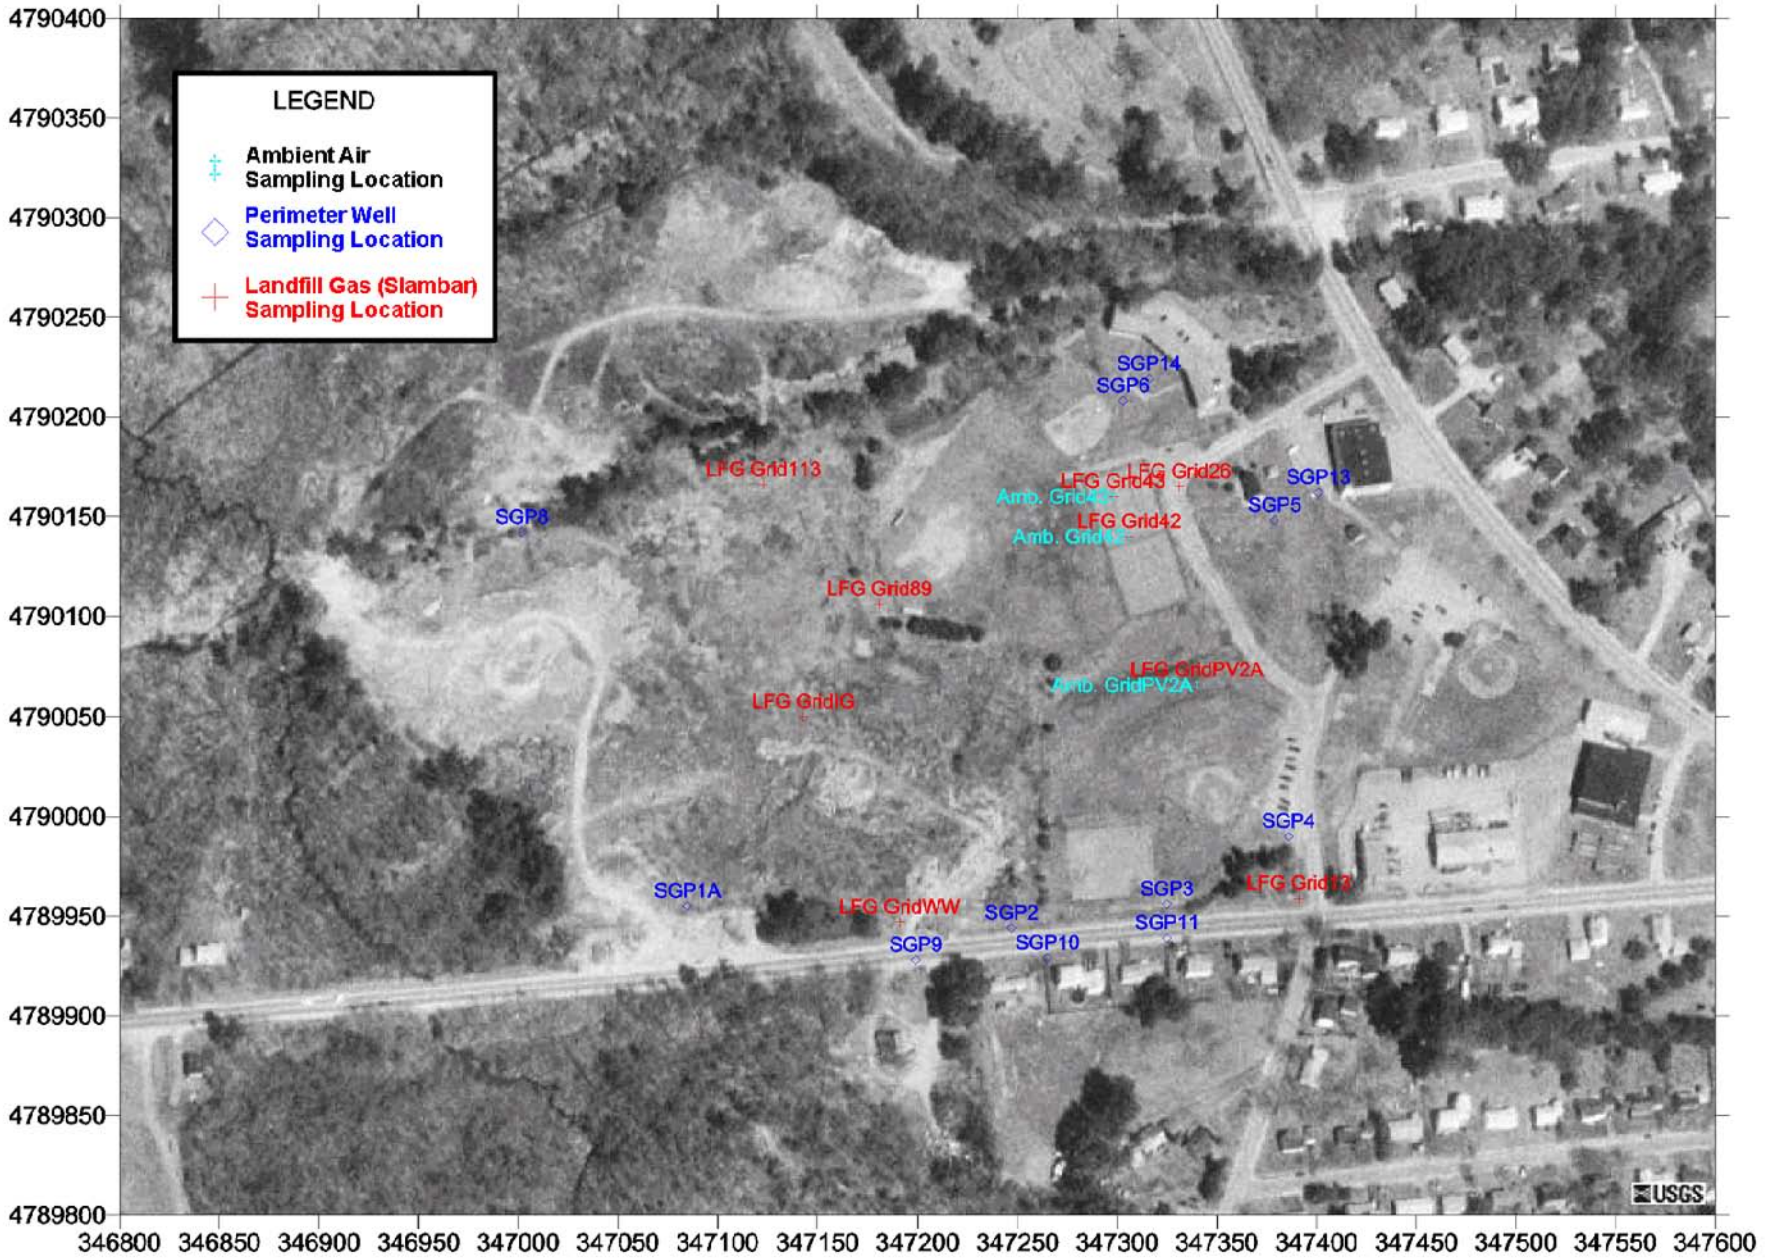 4790400
4790350
4790300
4790250
4790200
4790150
4790100
4790050
4790000
4789950
4789900
4789850
4789800
LEGEND
Ambient Air
Sampling Location
Perimeter Well
Sampling Location
Landfill Gas (Slambar)
Sampling Location
SGP14
SGP6
LFG Grid113
LFG Grid26
LFG Grid43
SGP13
Amb. Grid43
SGP5
SGP8
LFG Grid42
Amb. Grid42
LFG Grid89
LFG GridPV2A
Amb. GridPV2A
LFG GridIG
SGP4
LFG Grid13
SGP1A
SGP3
LFG GridWW
SGP2
SGP11
SGP9
SGP10
USGS
346800 346850 346900 346950 347000 347050 347100 347150 347200 347250 347300 347350 347400 347450 347500 347550 347600